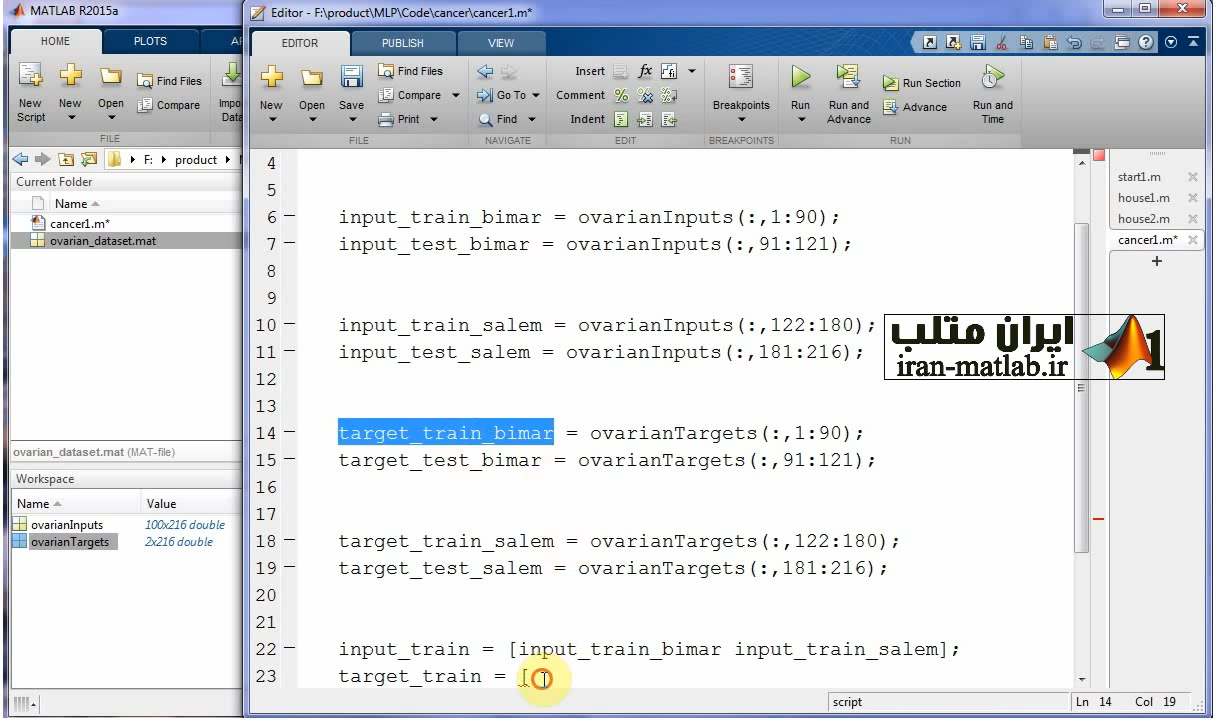 MATLAB R2015a
Editor - F:\product\MLP\Code\cancer\cancer1.m*
HOME
PLOTS
AP
EDITOR
PUBLISH
VIEW
New Script
New
Open
Find Files
Compare
Impo
Data
FILE
New
Open
Save
Find Files
Compare
Print
FILE
Go To
Find
NAVIGATE
Insert
fx
Comment
Indent
EDIT
Breakpoints
BREAKPOINTS
Run
Run and Advance
Run Section
Advance
Run and Time
RUN
F:
product
Current Folder
Name
cancer1.m*
ovarian_dataset.mat
ovarian_dataset.mat (MAT-file)
Workspace
Name Value
ovarianInputs 100x216 double
ovarianTargets 2x216 double
4
5
6 input_train_bimar = ovarianInputs(:,1:90);
7 input_test_bimar = ovarianInputs(:,91:121);
8
9
10 input_train_salem = ovarianInputs(:,122:180);
11 input_test_salem = ovarianInputs(:,181:216);
12
13
14 target_train_bimar = ovarianTargets(:,1:90);
15 target_test_bimar = ovarianTargets(:,91:121);
16
17
18 target_train_salem = ovarianTargets(:,122:180);
19 target_test_salem = ovarianTargets(:,181:216);
20
21
22 input_train = [input_train_bimar input_train_salem];
23 target_train = [
start1.m
house1.m
house2.m
cancer1.m*
ایران متلب
iran-matlab.ir
1
script
Ln 14 Col 19